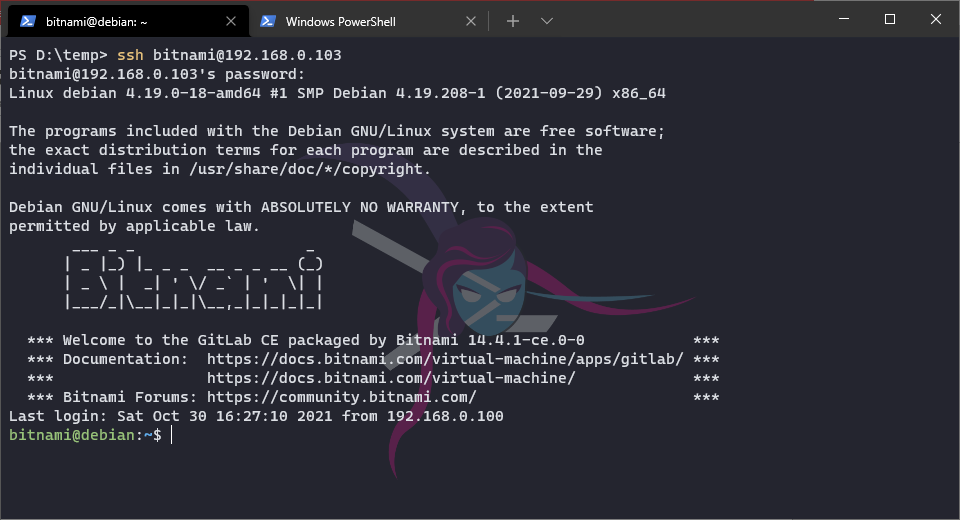 bitnami@debian: ~
Windows PowerShell
PS D:\temp> ssh bitnami@192.168.0.103
bitnami@192.168.0.103's password:
Linux debian 4.19.0-18-amd64 #1 SMP Debian 4.19.208-1 (2021-09-29) x86_64

The programs included with the Debian GNU/Linux system are free software;
the exact distribution terms for each program are described in the
individual files in /usr/share/doc/*/copyright.

Debian GNU/Linux comes with ABSOLUTELY NO WARRANTY, to the extent
permitted by applicable law.
       ___ _ _                   _
      | _ |_) |_ _ _  __ _ _ __ (_)
      | _ \ |  _| ' \/ _` | '  \| |
      |___/_|\__|_|_|\__,_|_|_|_|_|

  *** Welcome to the GitLab CE packaged by Bitnami 14.4.1-ce.0-0            ***
  *** Documentation:  https://docs.bitnami.com/virtual-machine/apps/gitlab/ ***
  ***                 https://docs.bitnami.com/virtual-machine/             ***
  *** Bitnami Forums: https://community.bitnami.com/                        ***
Last login: Sat Oct 30 16:27:10 2021 from 192.168.0.100
bitnami@debian:~$